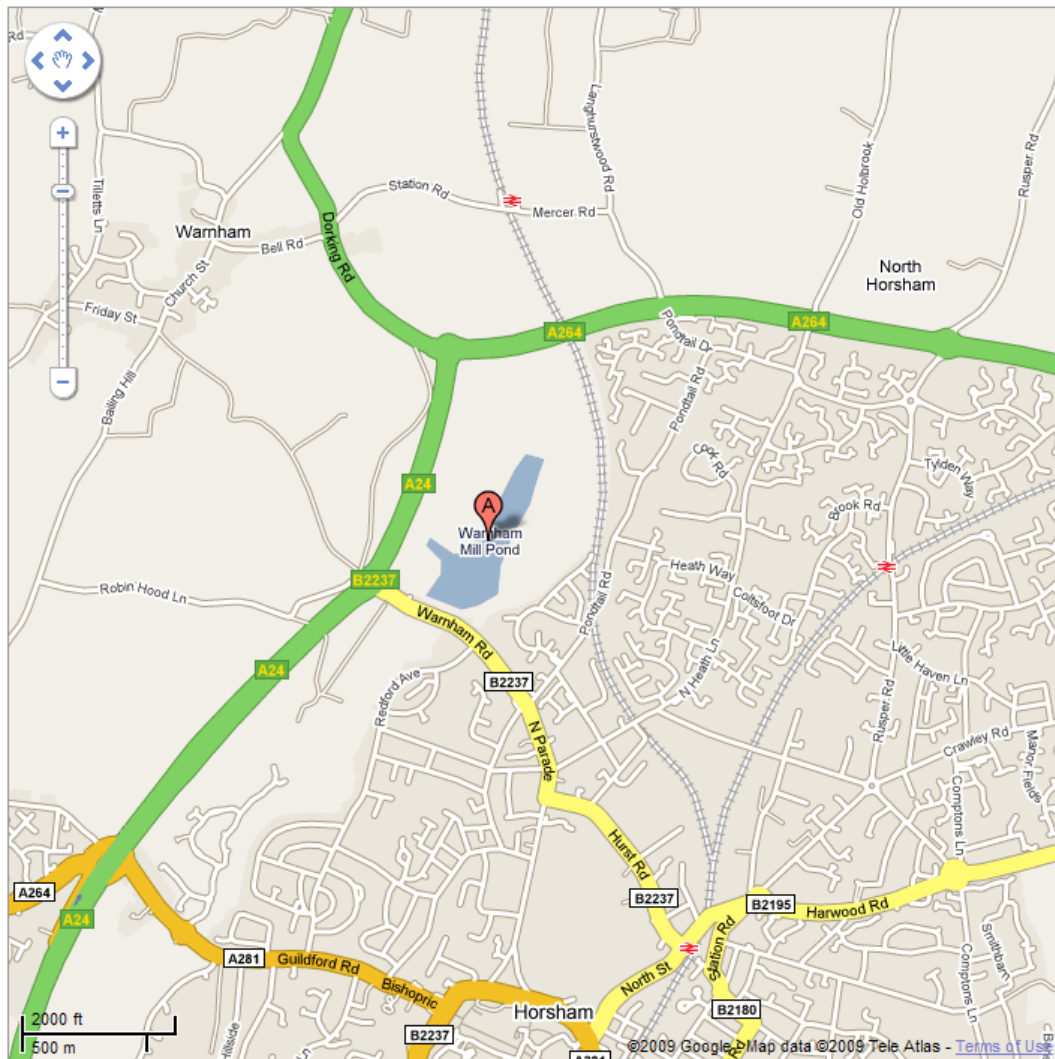 Rd
Langhurstwood Rd
Old Holbrook
Rusper Rd
Tilletts Ln
Station Rd
Mercer Rd
Warnham
Bell Rd
Dorking Rd
Church St
North
Horsham
Friday St
A264
A264
Pondtail Dr
Bailing Hill
Pondtail Rd
Cook Rd
Tylden Way
A24
A
Brook Rd
Warnham
Mill Pond
B2237
Robin Hood Ln
Heath Way
Coltsfoot Dr
Pondtail Rd
Warnham Rd
A24
Redford Ave
B2237
N Heath Ln
Little Haven Ln
Rusper Rd
N Parade
Crawley Rd
Manor Fields
Comptons Ln
Hurst Rd
A264
A24
B2237
B2195
Harwood Rd
Station Rd
Smithbarn
A281
Guildford Rd
Bishopric
North St
Comptons Ln
Horsham
B2180
2000 ft
500 m
Hillside
B2237
A281
Rd
©2009 Google - Map data ©2009 Tele Atlas - Terms of Use